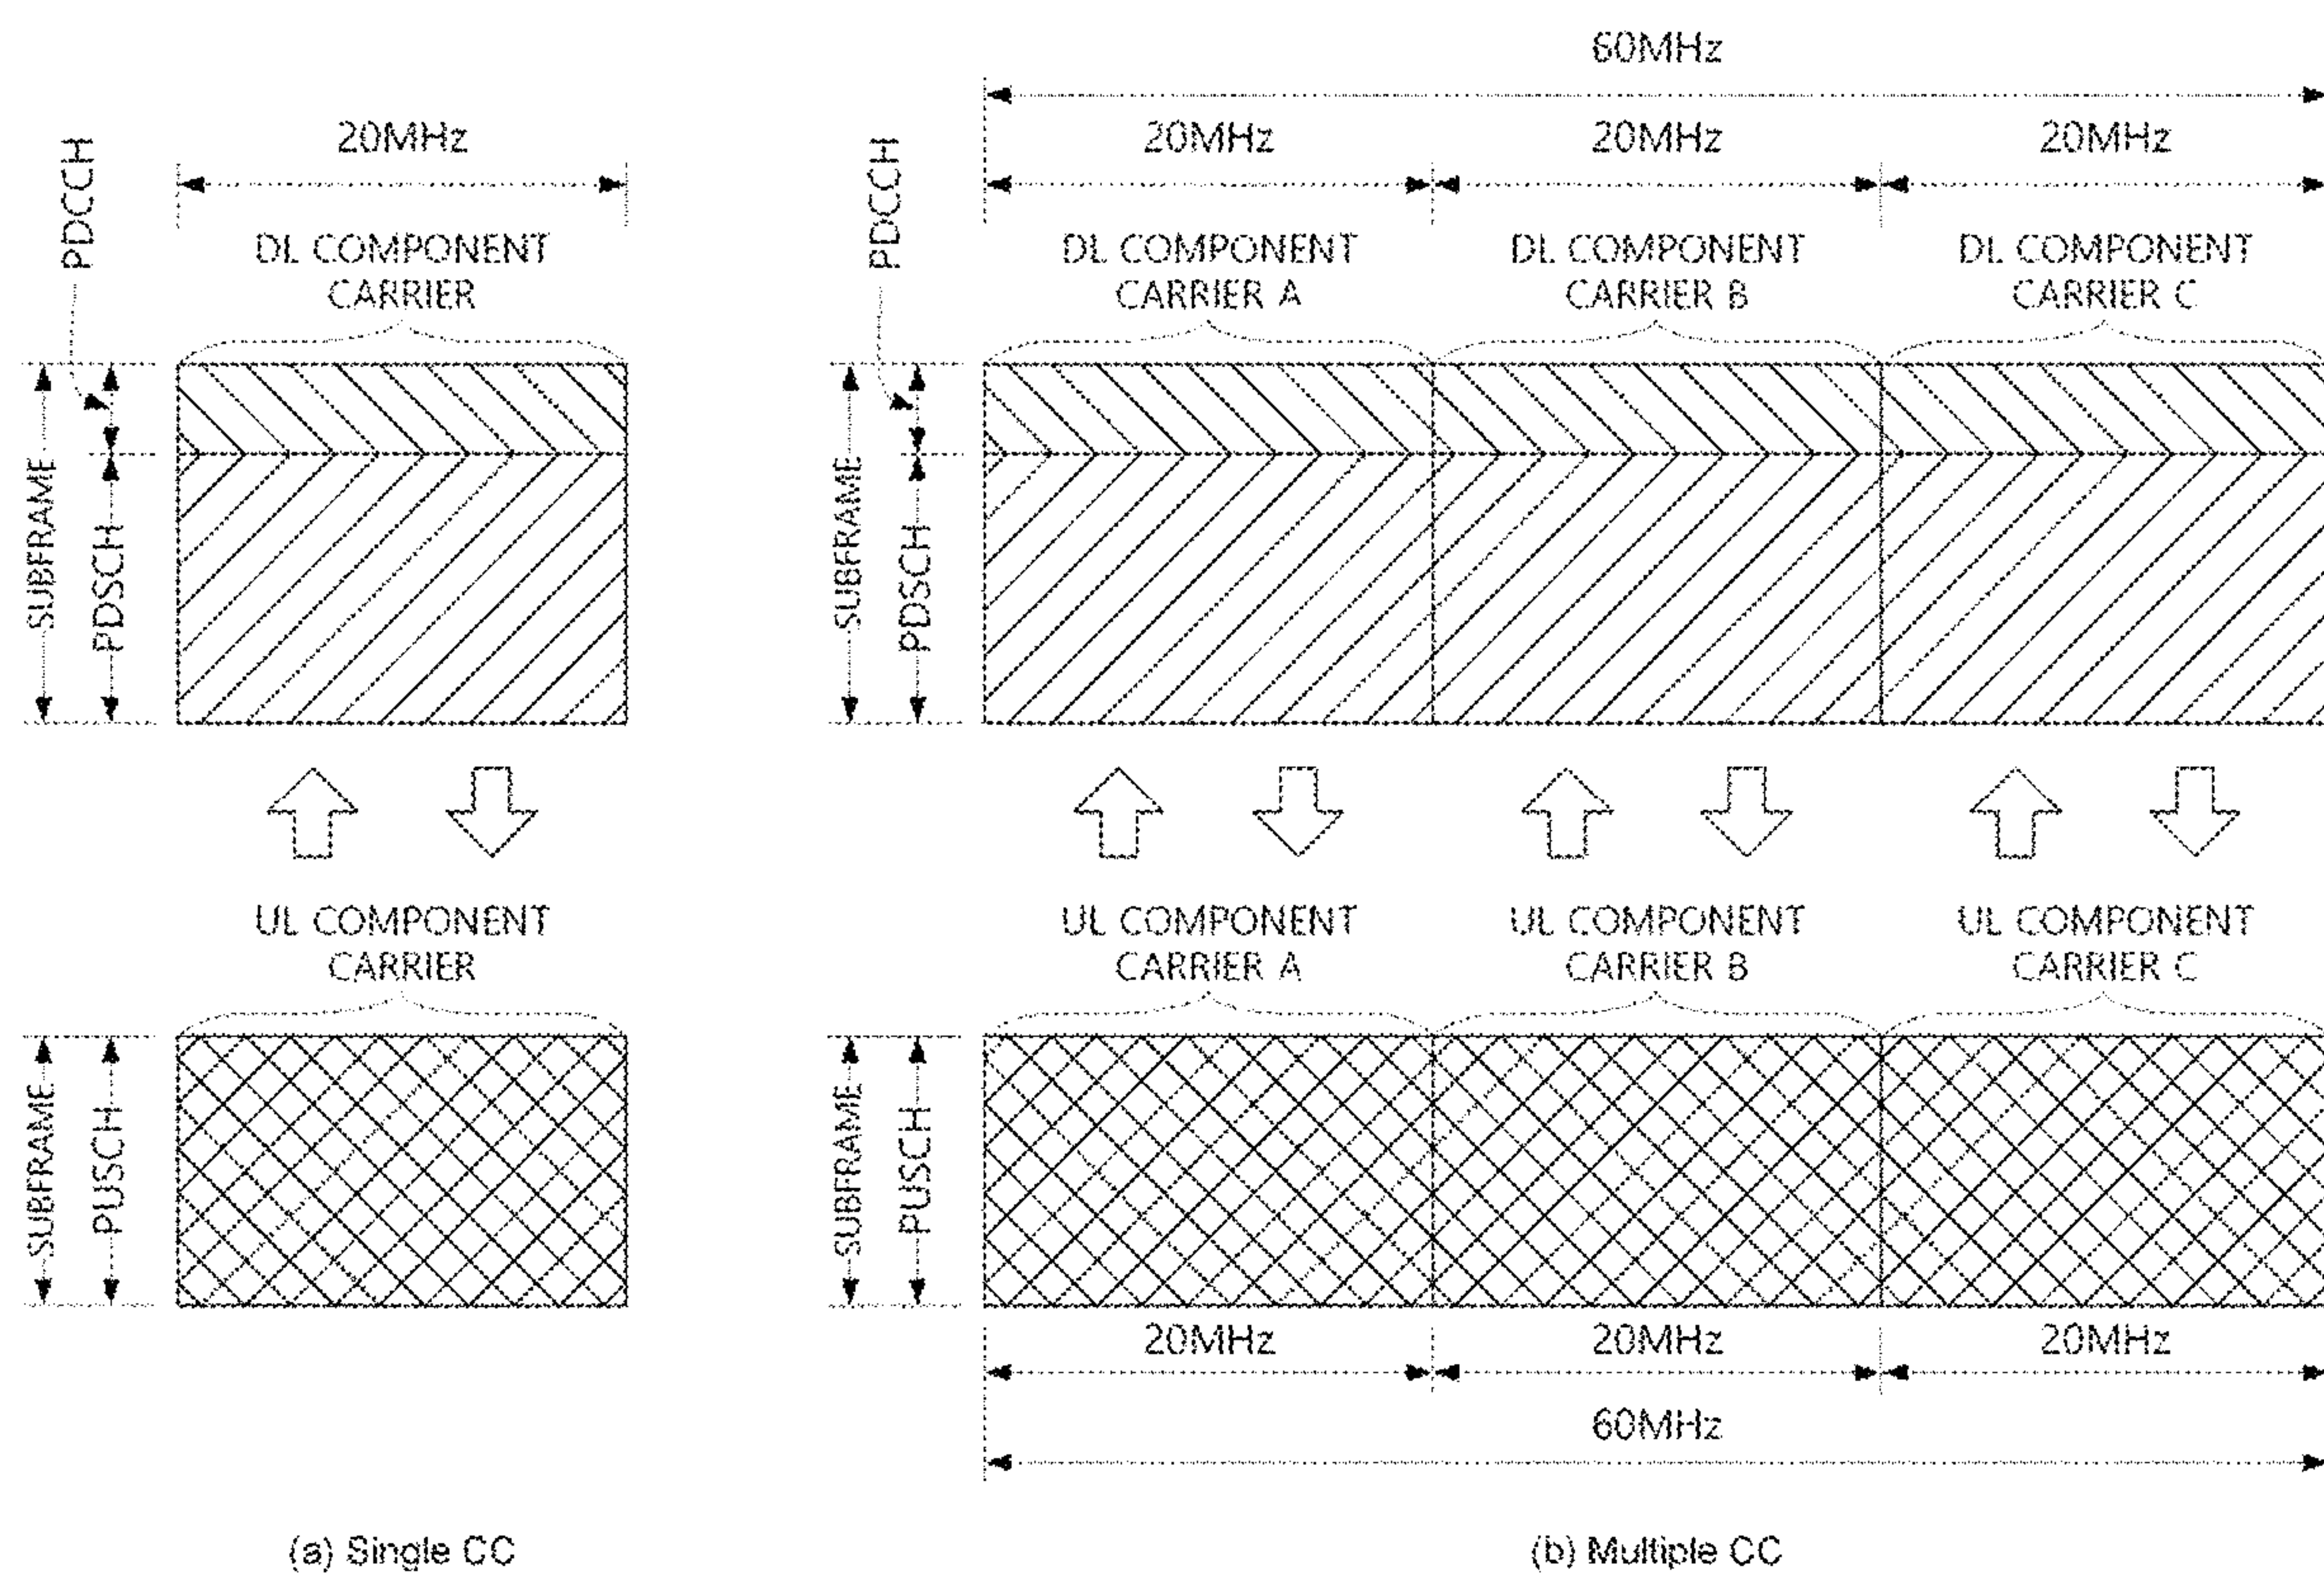 20MHz
PDCCH
DL COMPONENT
CARRIER
SUBFRAME
PDSCH
UL COMPONENT
CARRIER
SUBFRAME
PUSCH
(a) Single CC
60MHz
20MHz
20MHz
20MHz
PDCCH
DL COMPONENT
CARRIER A
DL COMPONENT
CARRIER B
DL COMPONENT
CARRIER C
SUBFRAME
PDSCH
UL COMPONENT
CARRIER A
UL COMPONENT
CARRIER B
UL COMPONENT
CARRIER C
SUBFRAME
PUSCH
20MHz
20MHz
20MHz
60MHz
(b) Multiple CC